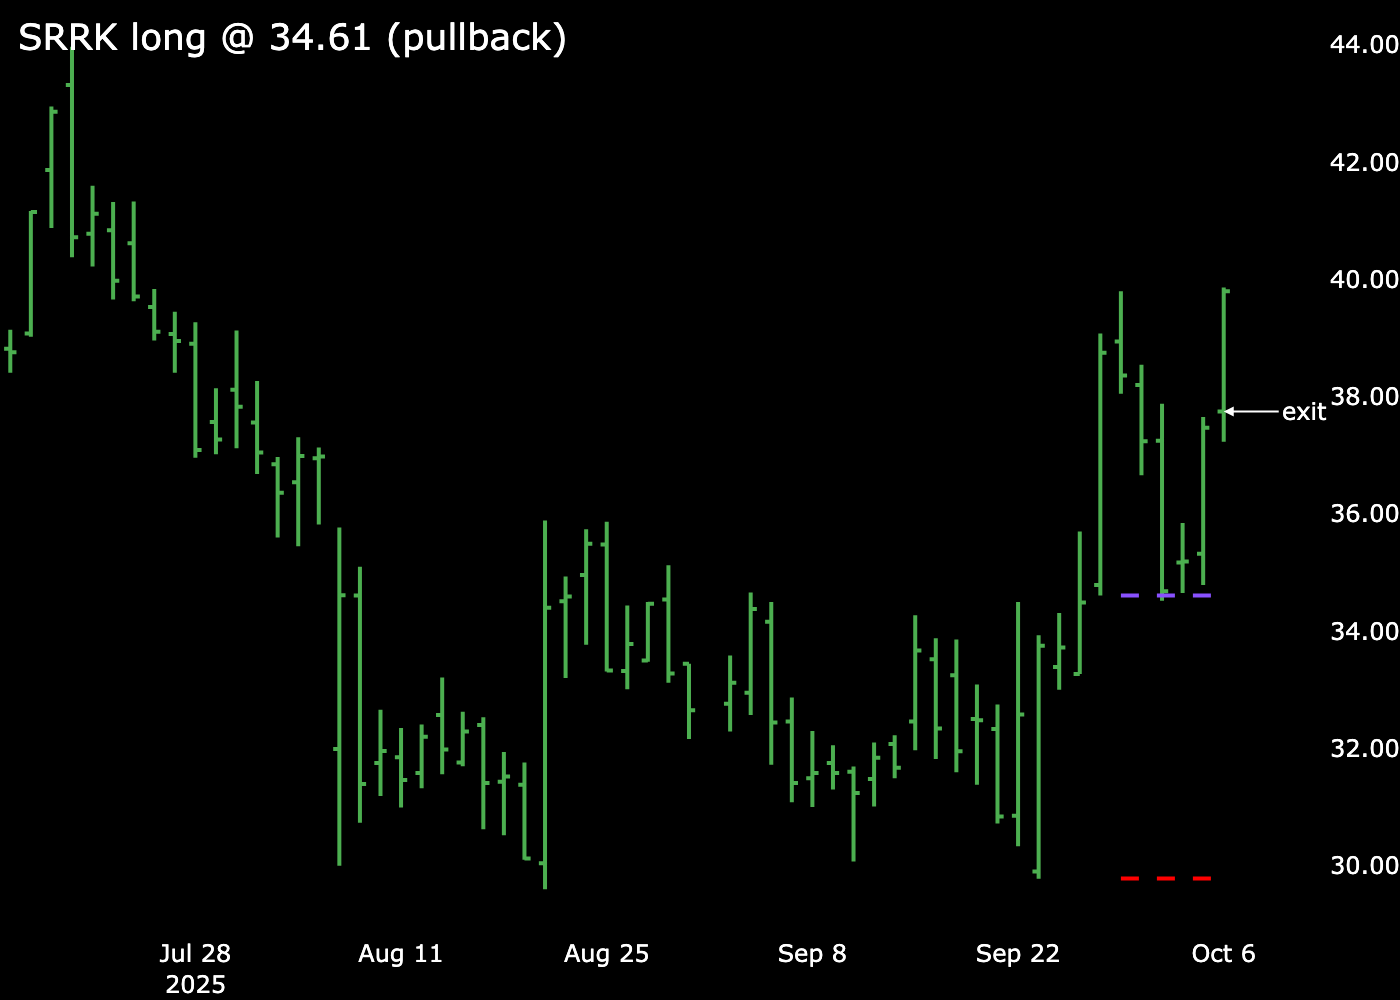 SRRK long @ 34.61 (pullback)
44.00
42.00
40.00
38.00
exit
36.00
34.00
32.00
30.00
Jul 28
2025
Aug 11
Aug 25
Sep 8
Sep 22
Oct 6